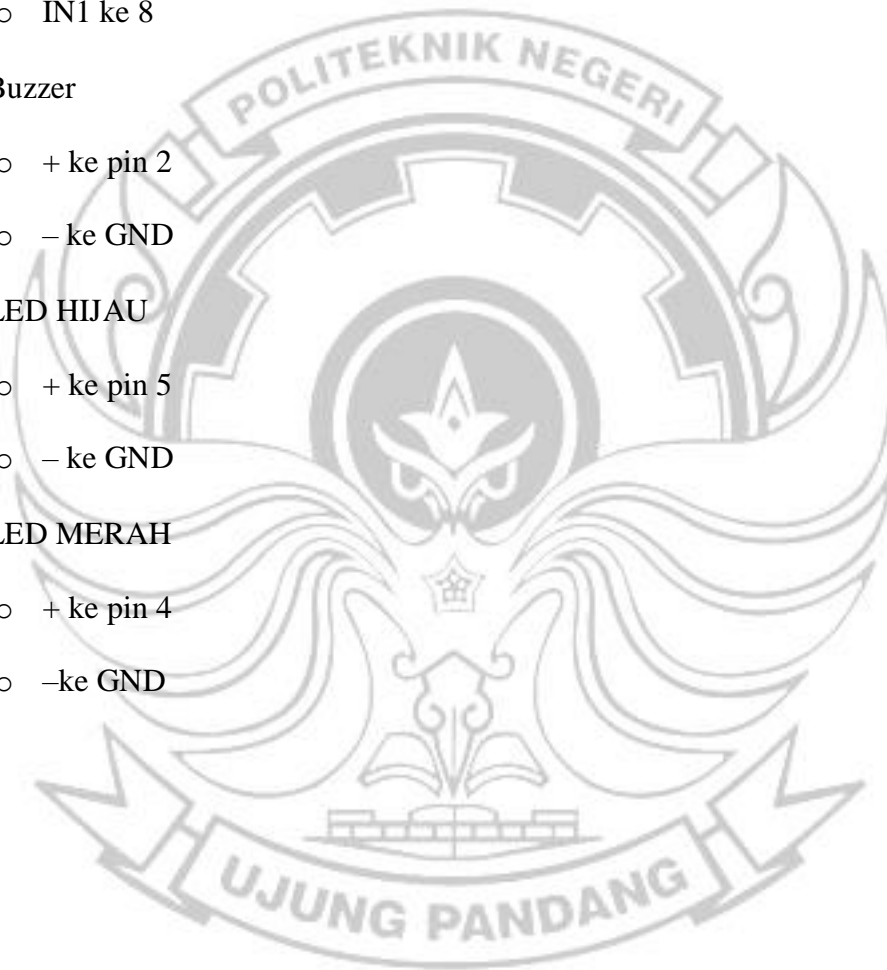 ○ IN1 ke 8
Buzzer
○ + ke pin 2
○ – ke GND
LED HIJAU
○ + ke pin 5
○ – ke GND
LED MERAH
○ + ke pin 4
○ –ke GND
POLITEKNIK NEGERI
UJUNG PANDANG